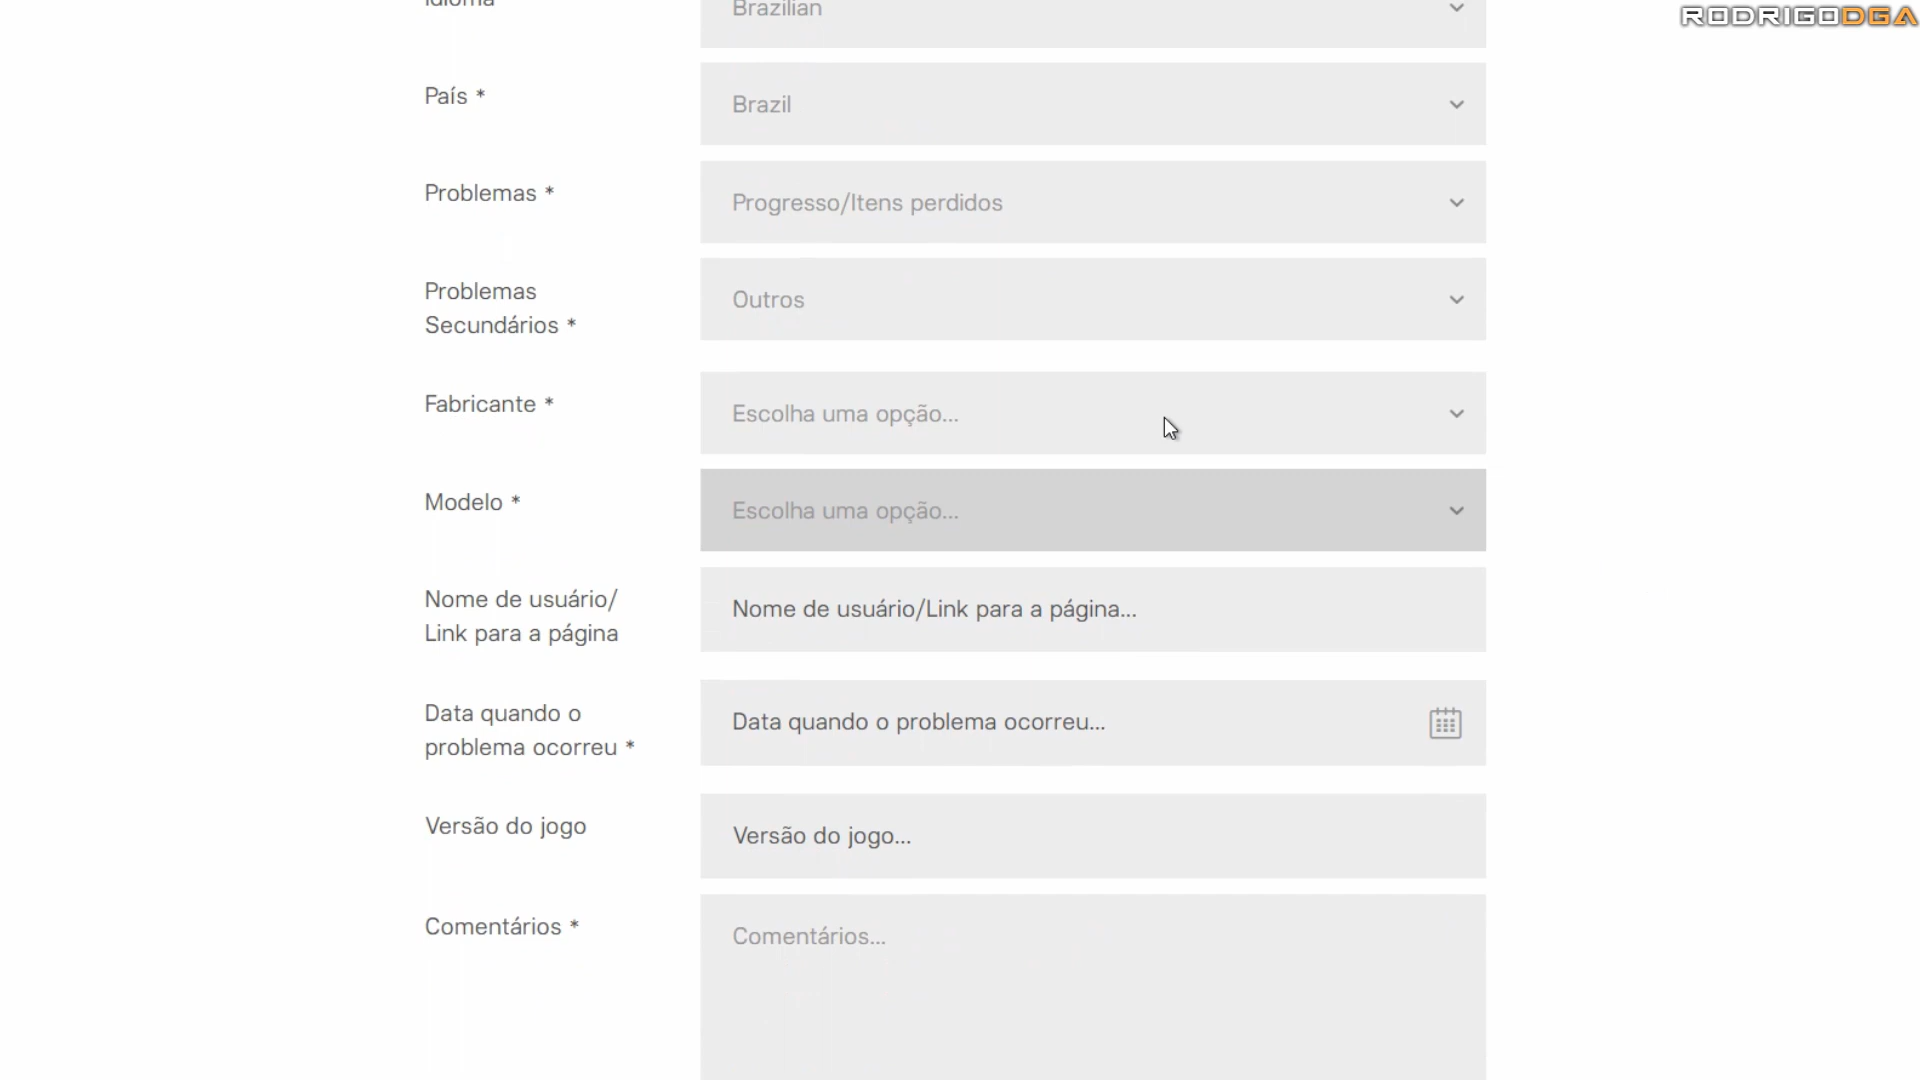 Idioma
Brazilian
RODRIGODGA
País *
Brazil
Problemas *
Progresso/Itens perdidos
Problemas
Secundários *
Outros
Fabricante *
Escolha uma opção...
Modelo *
Escolha uma opção...
Nome de usuário/
Link para a página
Nome de usuário/Link para a página...
Data quando o
problema ocorreu *
Data quando o problema ocorreu...
Versão do jogo
Versão do jogo...
Comentários *
Comentários...